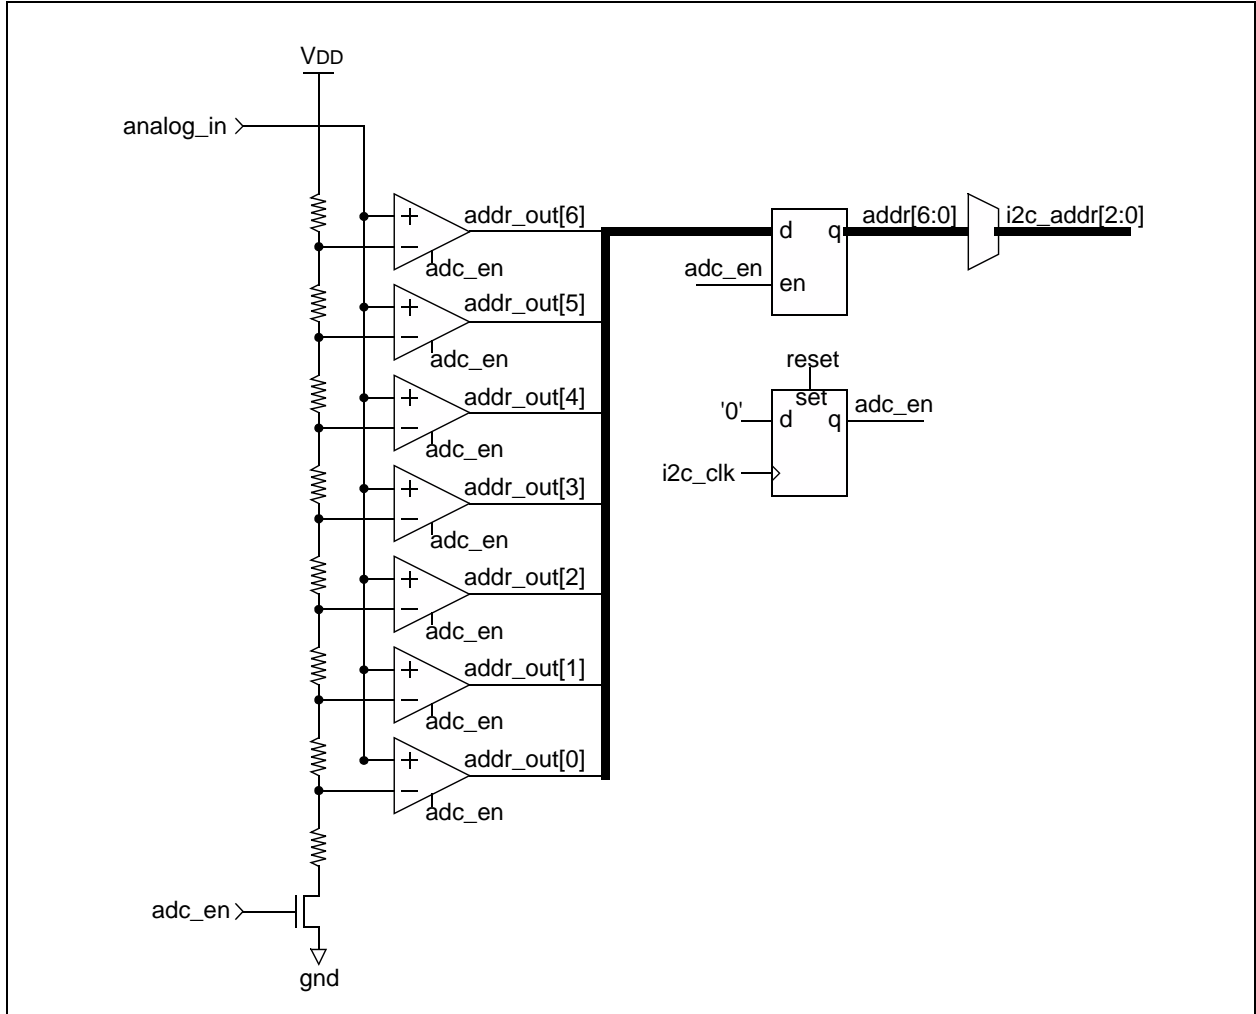 VDD
analog_in
addr_out[6]
adc_en
addr_out[5]
adc_en
addr_out[4]
adc_en
addr_out[3]
adc_en
addr_out[2]
adc_en
addr_out[1]
adc_en
addr_out[0]
adc_en
adc_en
gnd
d q
en
adc_en
addr[6:0]
i2c_addr[2:0]
reset
set
'0'
d q
adc_en
i2c_clk